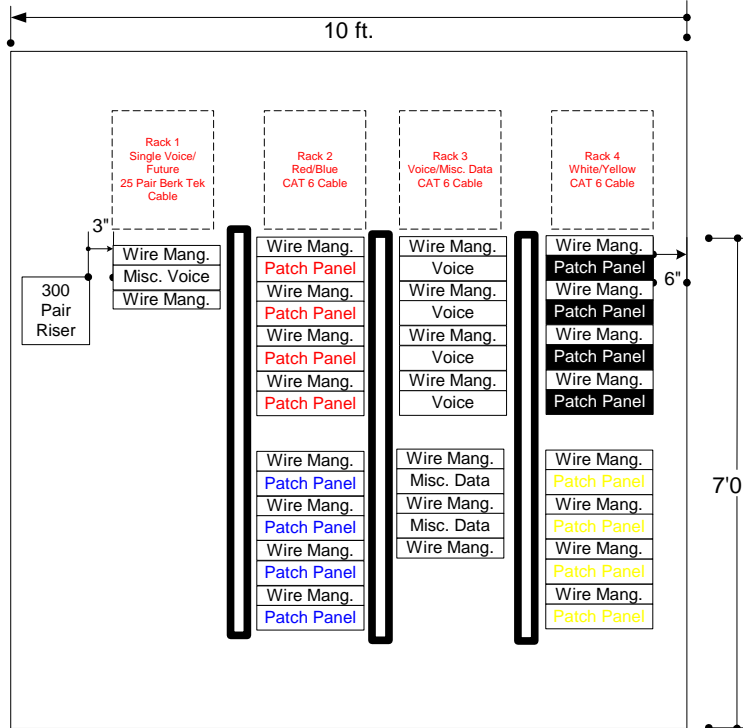 10 ft.
Rack 1
Single Voice/
Future
25 Pair Berk Tek
Cable
Rack 2
Red/Blue
CAT 6 Cable
Rack 3
Voice/Misc. Data
CAT 6 Cable
Rack 4
White/Yellow
CAT 6 Cable
3"
300
Pair
Riser
Wire Mang.
Misc. Voice
Wire Mang.
Wire Mang.
Patch Panel
Wire Mang.
Patch Panel
Wire Mang.
Patch Panel
Wire Mang.
Patch Panel
Wire Mang.
Patch Panel
Wire Mang.
Patch Panel
Wire Mang.
Patch Panel
Wire Mang.
Patch Panel
Wire Mang.
Voice
Wire Mang.
Voice
Wire Mang.
Voice
Wire Mang.
Voice
Wire Mang.
Misc. Data
Wire Mang.
Misc. Data
Wire Mang.
Wire Mang.
Patch Panel
Wire Mang.
Patch Panel
Wire Mang.
Patch Panel
Wire Mang.
Patch Panel
Wire Mang.
Patch Panel
Wire Mang.
Patch Panel
Wire Mang.
Patch Panel
Wire Mang.
Patch Panel
6"
7'0